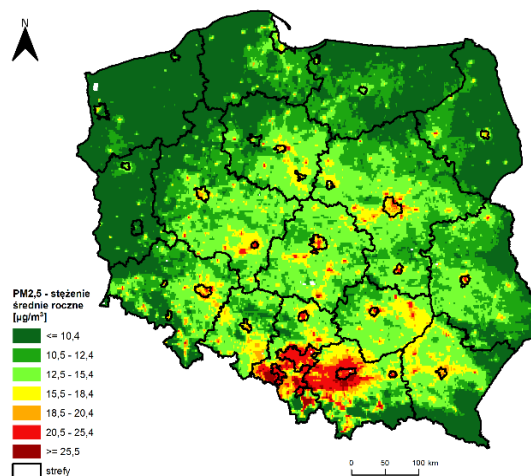 N
PM2,5 - stężenie
średnie roczne
[µg/m³]
<= 10,4
10,5 - 12,4
12,5 - 15,4
15,5 - 18,4
18,5 - 20,4
20,5 - 25,4
>= 25,5
strefy
0 50 100 km